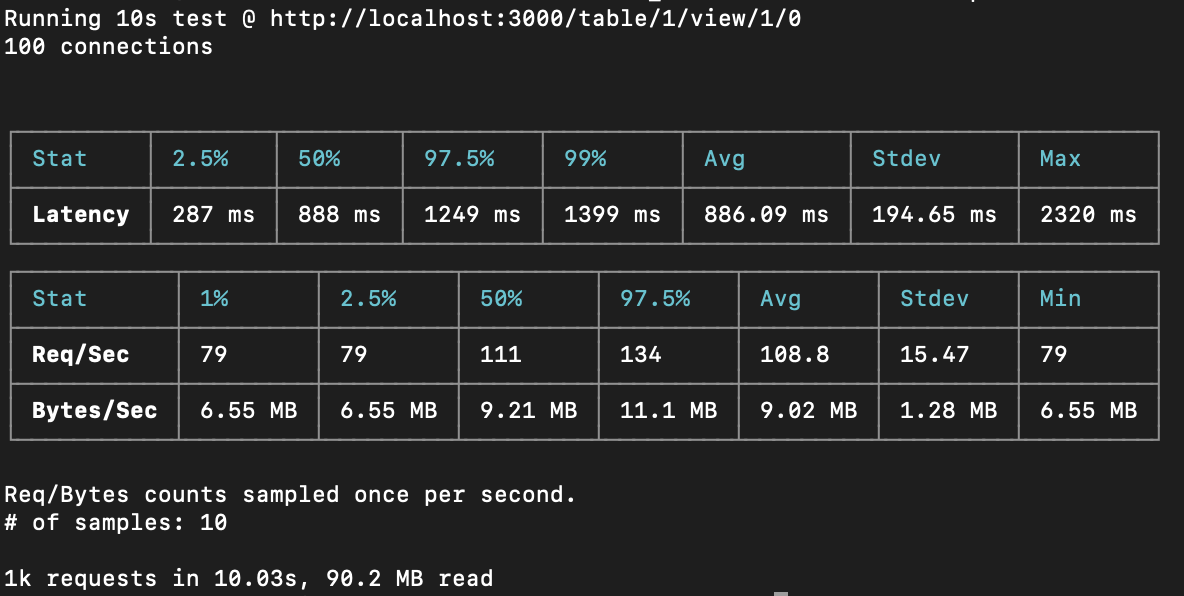 Running 10s test @ http://localhost:3000/table/1/view/1/0
100 connections
Stat 2.5% 50% 97.5% 99% Avg Stdev Max
Latency 287 ms 888 ms 1249 ms 1399 ms 886.09 ms 194.65 ms 2320 ms
Stat 1% 2.5% 50% 97.5% Avg Stdev Min
Req/Sec 79 79 111 134 108.8 15.47 79
Bytes/Sec 6.55 MB 6.55 MB 9.21 MB 11.1 MB 9.02 MB 1.28 MB 6.55 MB
Req/Bytes counts sampled once per second.
# of samples: 10
1k requests in 10.03s, 90.2 MB read